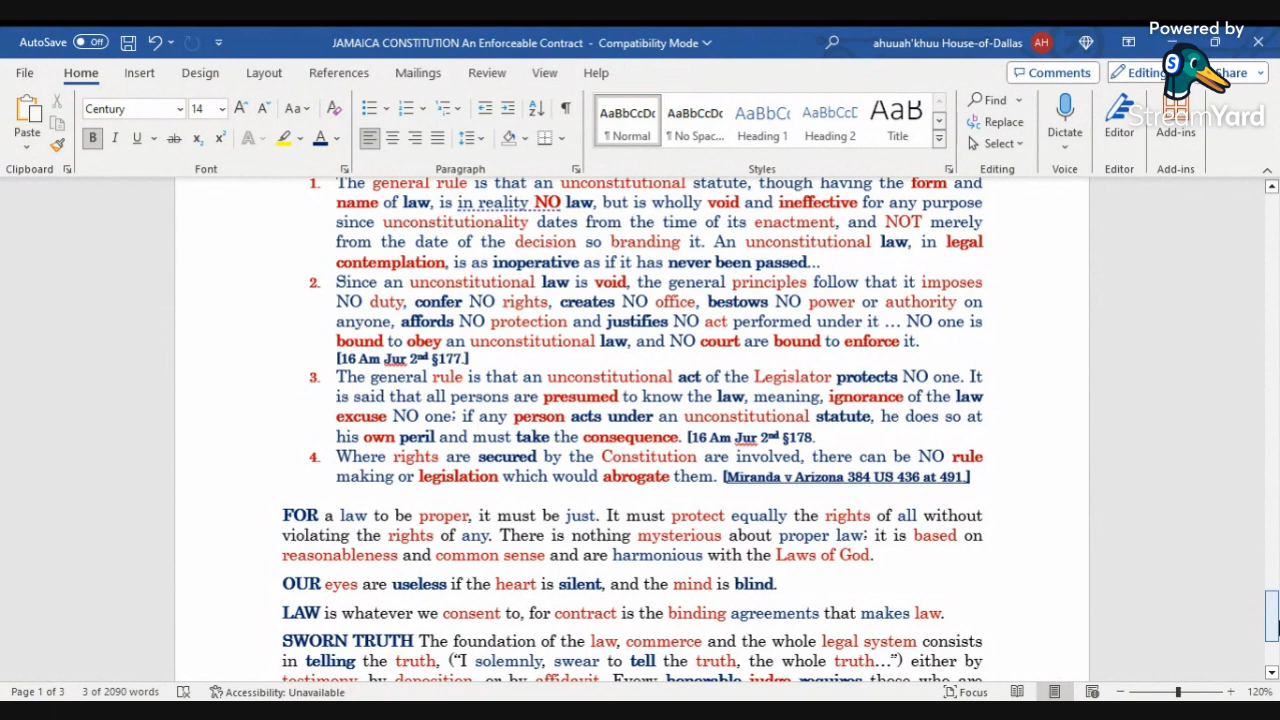 Powered by
StreamYard
AutoSave Off
JAMAICA CONSTITUTION An Enforceable Contract - Compatibility Mode
ahuuah'khuu House-of-Dallas AH
File Home Insert Design Layout References Mailings Review View Help
Comments Editing Share
Paste
Century 14
Aa
AaBbCcDc AaBbCcDc AaBbCc AaBbCcD AaB
¶ Normal ¶ No Spac... Heading 1 Heading 2 Title
Find
Replace
Select
Dictate Editor Add-ins
Clipboard Font Paragraph Styles Editing Voice Editor Add-ins
1. The general rule is that an unconstitutional statute, though having the form and
name of law, is in reality NO law, but is wholly void and ineffective for any purpose
since unconstitutionality dates from the time of its enactment, and NOT merely
from the date of the decision so branding it. An unconstitutional law, in legal
contemplation, is as inoperative as if it has never been passed...
2. Since an unconstitutional law is void, the general principles follow that it imposes
NO duty, confer NO rights, creates NO office, bestows NO power or authority on
anyone, affords NO protection and justifies NO act performed under it ... NO one is
bound to obey an unconstitutional law, and NO court are bound to enforce it.
[16 Am Jur 2nd §177.]
3. The general rule is that an unconstitutional act of the Legislator protects NO one. It
is said that all persons are presumed to know the law, meaning, ignorance of the law
excuse NO one; if any person acts under an unconstitutional statute, he does so at
his own peril and must take the consequence. [16 Am Jur 2nd §178.
4. Where rights are secured by the Constitution are involved, there can be NO rule
making or legislation which would abrogate them. [Miranda v Arizona 384 US 436 at 491.]
FOR a law to be proper, it must be just. It must protect equally the rights of all without
violating the rights of any. There is nothing mysterious about proper law; it is based on
reasonableness and common sense and are harmonious with the Laws of God.
OUR eyes are useless if the heart is silent, and the mind is blind.
LAW is whatever we consent to, for contract is the binding agreements that makes law.
SWORN TRUTH The foundation of the law, commerce and the whole legal system consists
in telling the truth, ("I solemnly, swear to tell the truth, the whole truth...") either by
testimony, by deposition, or by affidavit. Every honorable judge requires those who are
Page 1 of 3 3 of 2090 words Accessibility: Unavailable Focus 120%